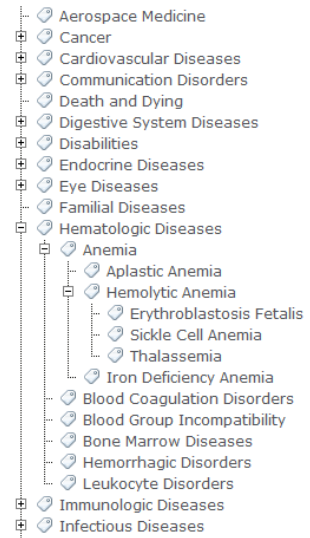 Aerospace Medicine
Cancer
Cardiovascular Diseases
Communication Disorders
Death and Dying
Digestive System Diseases
Disabilities
Endocrine Diseases
Eye Diseases
Familial Diseases
Hematologic Diseases
Anemia
Aplastic Anemia
Hemolytic Anemia
Erythroblastosis Fetalis
Sickle Cell Anemia
Thalassemia
Iron Deficiency Anemia
Blood Coagulation Disorders
Blood Group Incompatibility
Bone Marrow Diseases
Hemorrhagic Disorders
Leukocyte Disorders
Immunologic Diseases
Infectious Diseases